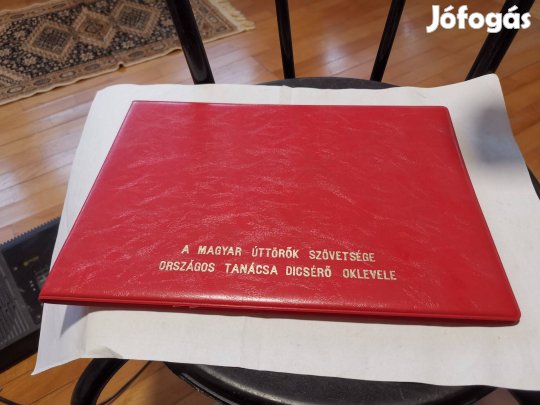 Jófogás
A MAGYAR ÚTTÖRŐK SZÖVETSÉGE
ORSZÁGOS TANÁCSA DICSÉRŐ OKLEVELE